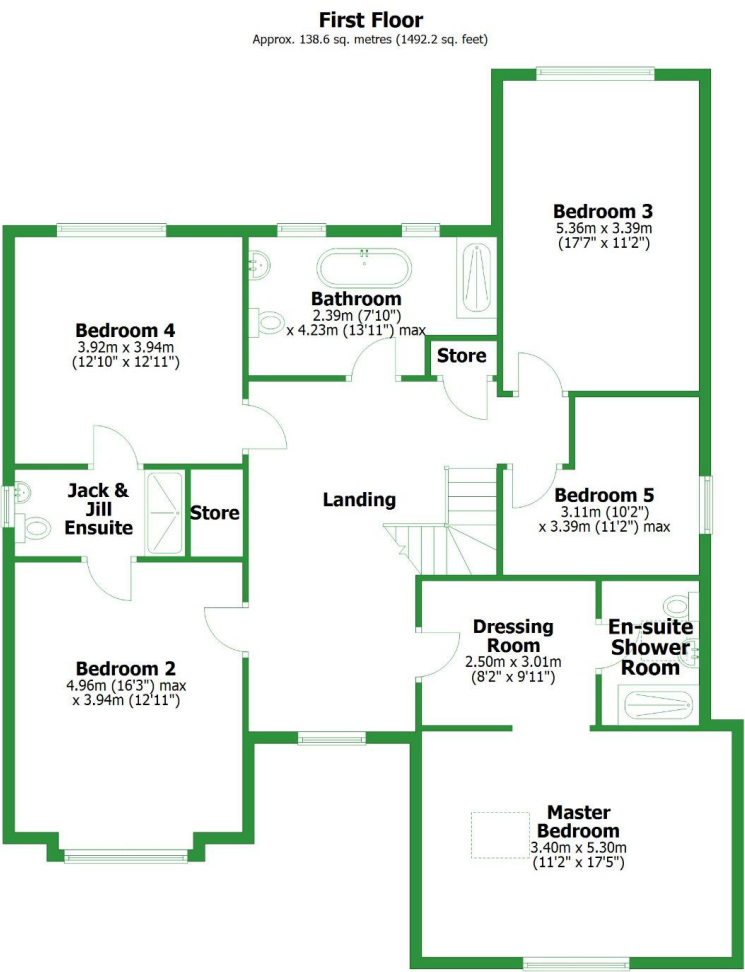 First Floor
Approx. 138.6 sq. metres (1492.2 sq. feet)
Bedroom 3
5.36m x 3.39m
(17'7" x 11'2")
Bathroom
2.39m (7'10")
x 4.23m (13'11") max
Bedroom 4
3.92m x 3.94m
(12'10" x 12'11")
Store
Jack &
Jill
Ensuite
Store
Landing
Bedroom 5
3.11m (10'2")
x 3.39m (11'2") max
Dressing
Room
2.50m x 3.01m
(8'2" x 9'11")
En-suite
Shower
Room
Bedroom 2
4.96m (16'3") max
x 3.94m (12'11")
Master
Bedroom
3.40m x 5.30m
(11'2" x 17'5")